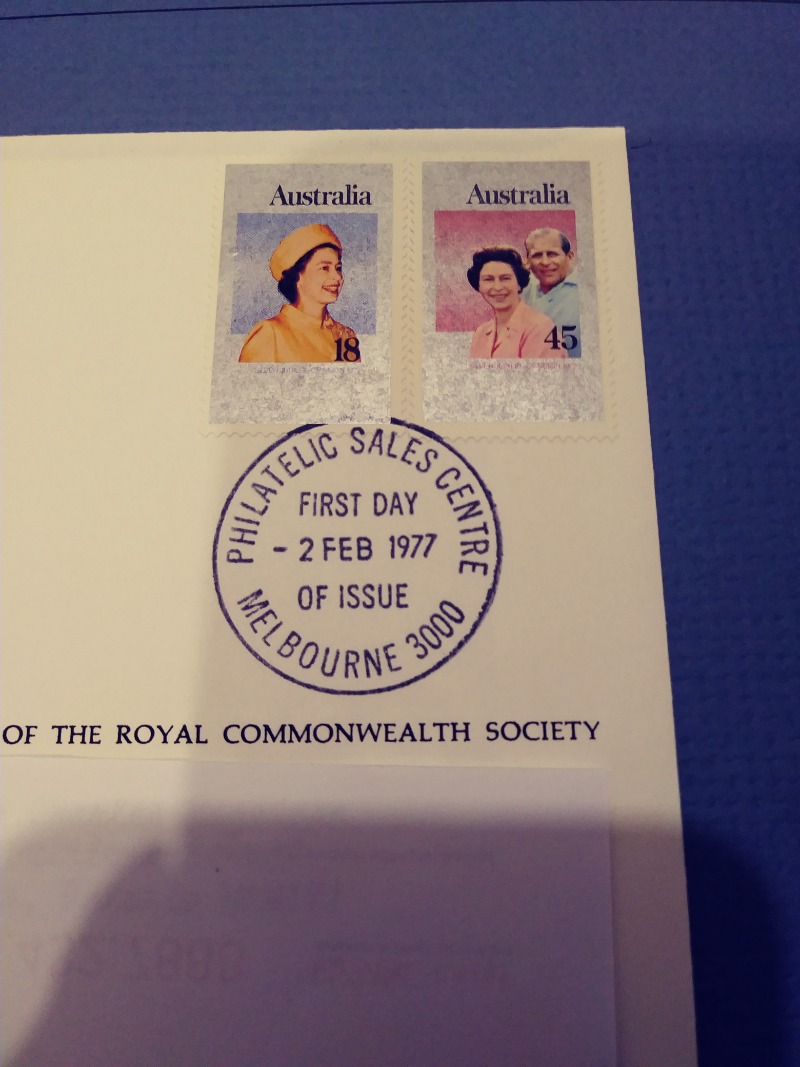 Australia
18
Australia
45
PHILATELIC SALES CENTRE
FIRST DAY
- 2 FEB 1977
OF ISSUE
MELBOURNE 3000
OF THE ROYAL COMMONWEALTH SOCIETY